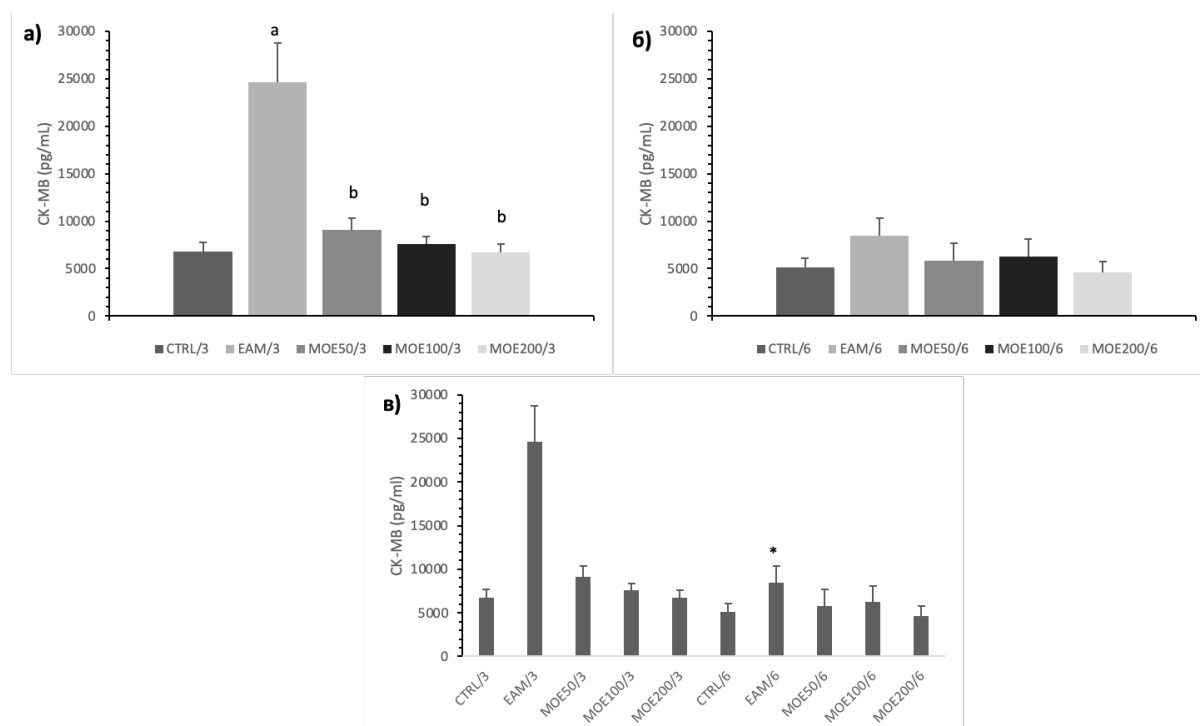 а)
30000
25000
20000
15000
10000
5000
0
CK-MB (pg/mL)
a
b
b
b
CTRL/3 EAM/3 MOE50/3 MOE100/3 MOE200/3
б)
30000
25000
20000
15000
10000
5000
0
CK-MB (pg/mL)
CTRL/6 EAM/6 MOE50/6 MOE100/6 MOE200/6
в)
30000
25000
20000
15000
10000
5000
0
CK-MB (pg/ml)
*
CTRL/3
EAM/3
MOE50/3
MOE100/3
MOE200/3
CTRL/6
EAM/6
MOE50/6
MOE100/6
MOE200/6